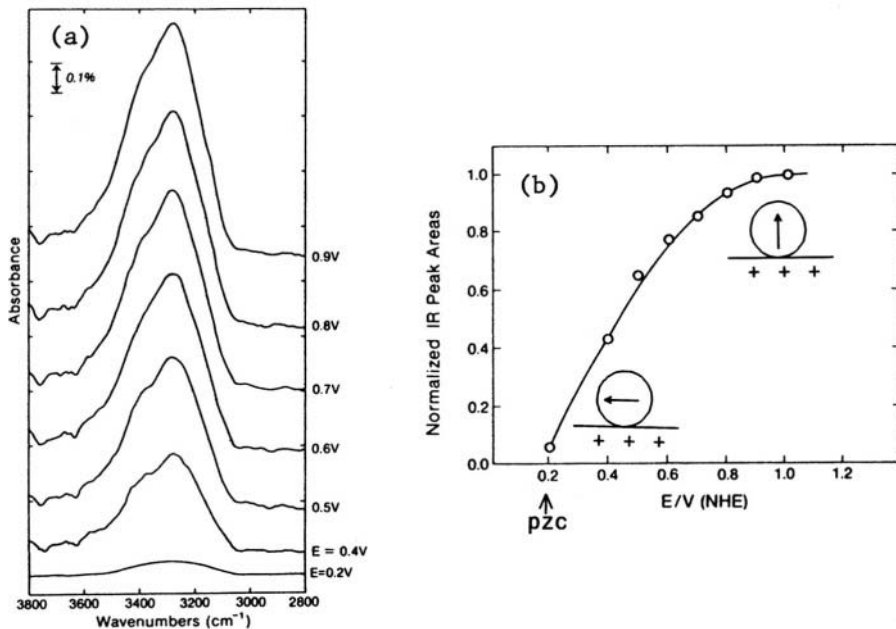 (a)
0.1%
Absorbance
0.9V
0.8V
0.7V
0.6V
0.5V
E = 0.4V
E=0.2V
3800 3600 3400 3200 3000 2800
Wavenumbers (cm⁻¹)
(b)
Normalized IR Peak Areas
1.0
0.8
0.6
0.4
0.2
0.0
+ + +
+ + +
0.2 0.4 0.6 0.8 1.0 1.2
E/V (NHE)
pzc